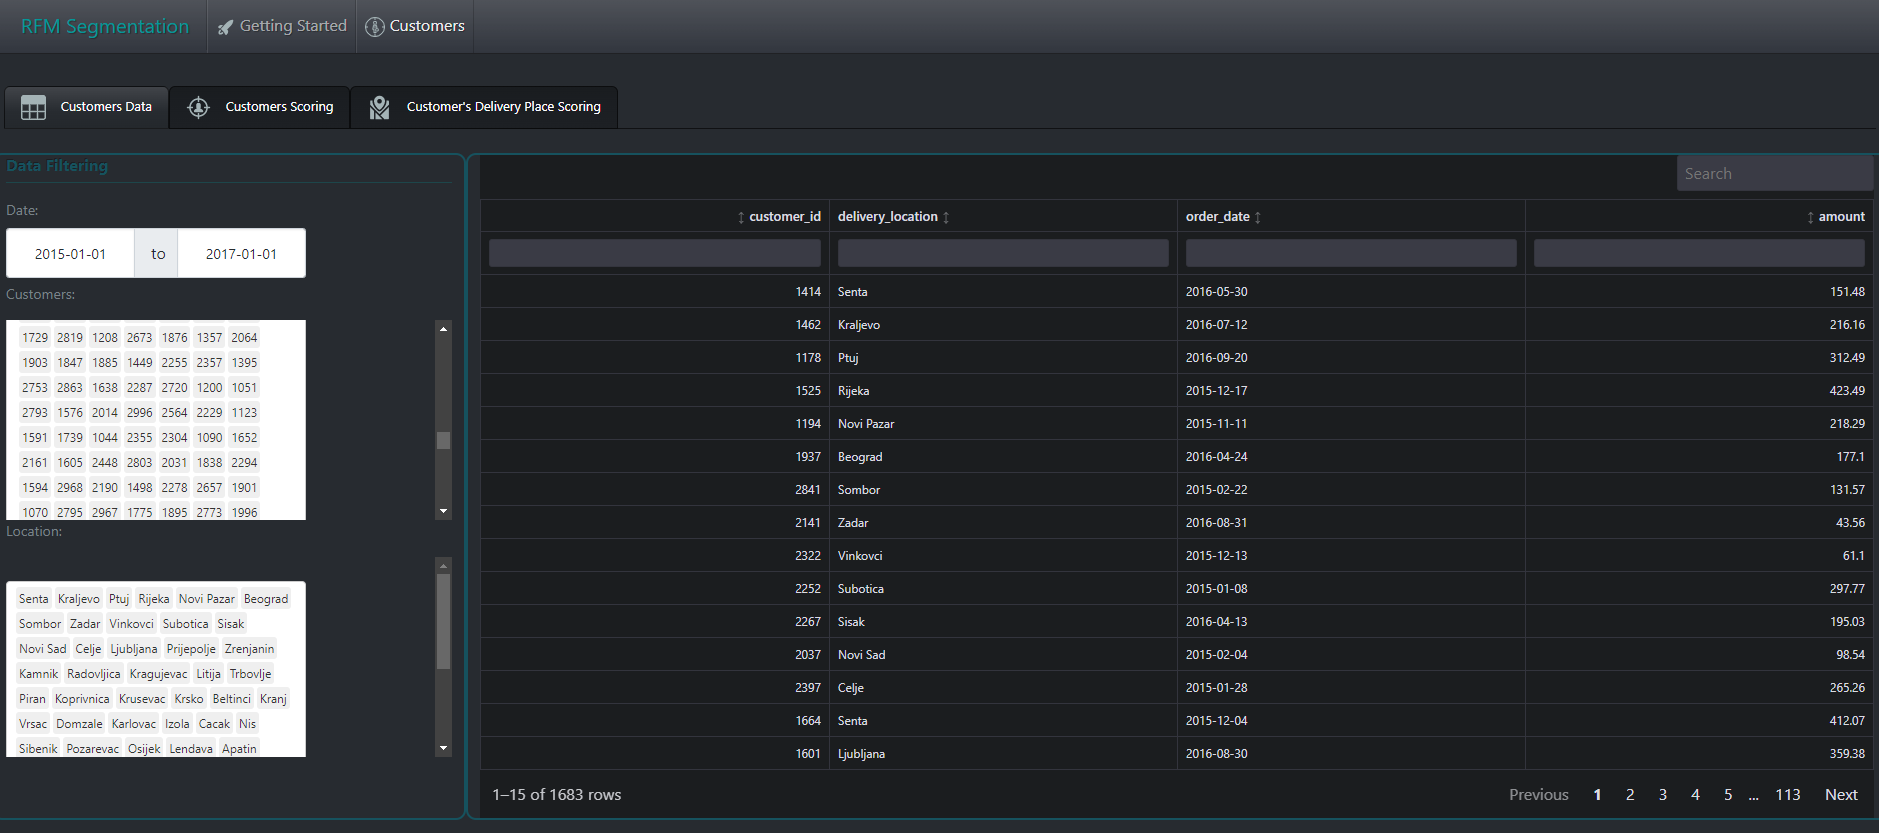 RFM Segmentation Getting Started Customers
Customers Data Customers Scoring Customer's Delivery Place Scoring
Data Filtering
Date:
2015-01-01 to 2017-01-01
Customers:
1729 2819 1208 2673 1876 1357 2064
1903 1847 1885 1449 2255 2357 1395
2753 2863 1638 2287 2720 1200 1051
2793 1576 2014 2996 2564 2229 1123
1591 1739 1044 2355 2304 1090 1652
2161 1605 2448 2803 2031 1838 2294
1594 2968 2190 1498 2278 2657 1901
1070 2795 2967 1775 1895 2773 1996
Location:
Senta Kraljevo Ptuj Rijeka Novi Pazar Beograd
Sombor Zadar Vinkovci Subotica Sisak
Novi Sad Celje Ljubljana Prijepolje Zrenjanin
Kamnik Radovljica Kragujevac Litija Trbovlje
Piran Koprivnica Krusevac Krsko Beltinci Kranj
Vrsac Domzale Karlovac Izola Cacak Nis
Sibenik Pozarevac Osijek Lendava Apatin
Search
customer_id delivery_location order_date amount
1414 Senta 2016-05-30 151.48
1462 Kraljevo 2016-07-12 216.16
1178 Ptuj 2016-09-20 312.49
1525 Rijeka 2015-12-17 423.49
1194 Novi Pazar 2015-11-11 218.29
1937 Beograd 2016-04-24 177.1
2841 Sombor 2015-02-22 131.57
2141 Zadar 2016-08-31 43.56
2322 Vinkovci 2015-12-13 61.1
2252 Subotica 2015-01-08 297.77
2267 Sisak 2016-04-13 195.03
2037 Novi Sad 2015-02-04 98.54
2397 Celje 2015-01-28 265.26
1664 Senta 2015-12-04 412.07
1601 Ljubljana 2016-08-30 359.38
1–15 of 1683 rows Previous 1 2 3 4 5 ... 113 Next